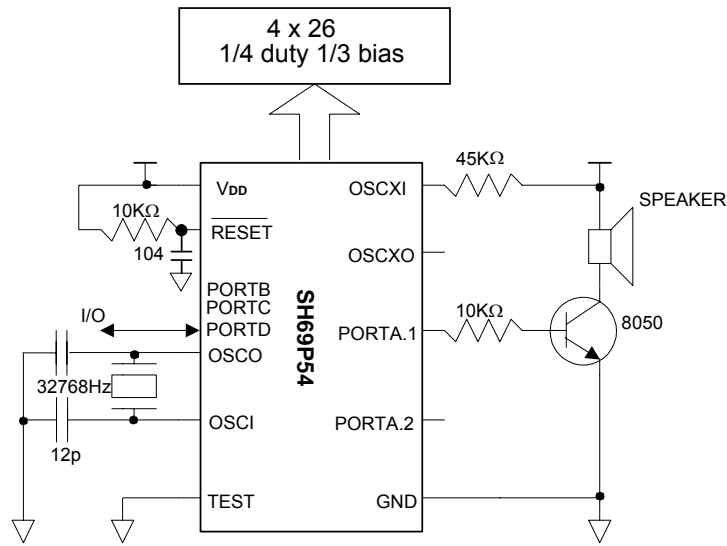 4 x 26
1/4 duty 1/3 bias
45KΩ
VDD
OSCXI
SPEAKER
10KΩ
RESET
104
OSCXO
PORTB
PORTC
PORTD
I/O
SH69P54
PORTA.1
10KΩ
8050
OSCO
32768Hz
OSCI
PORTA.2
12p
TEST
GND